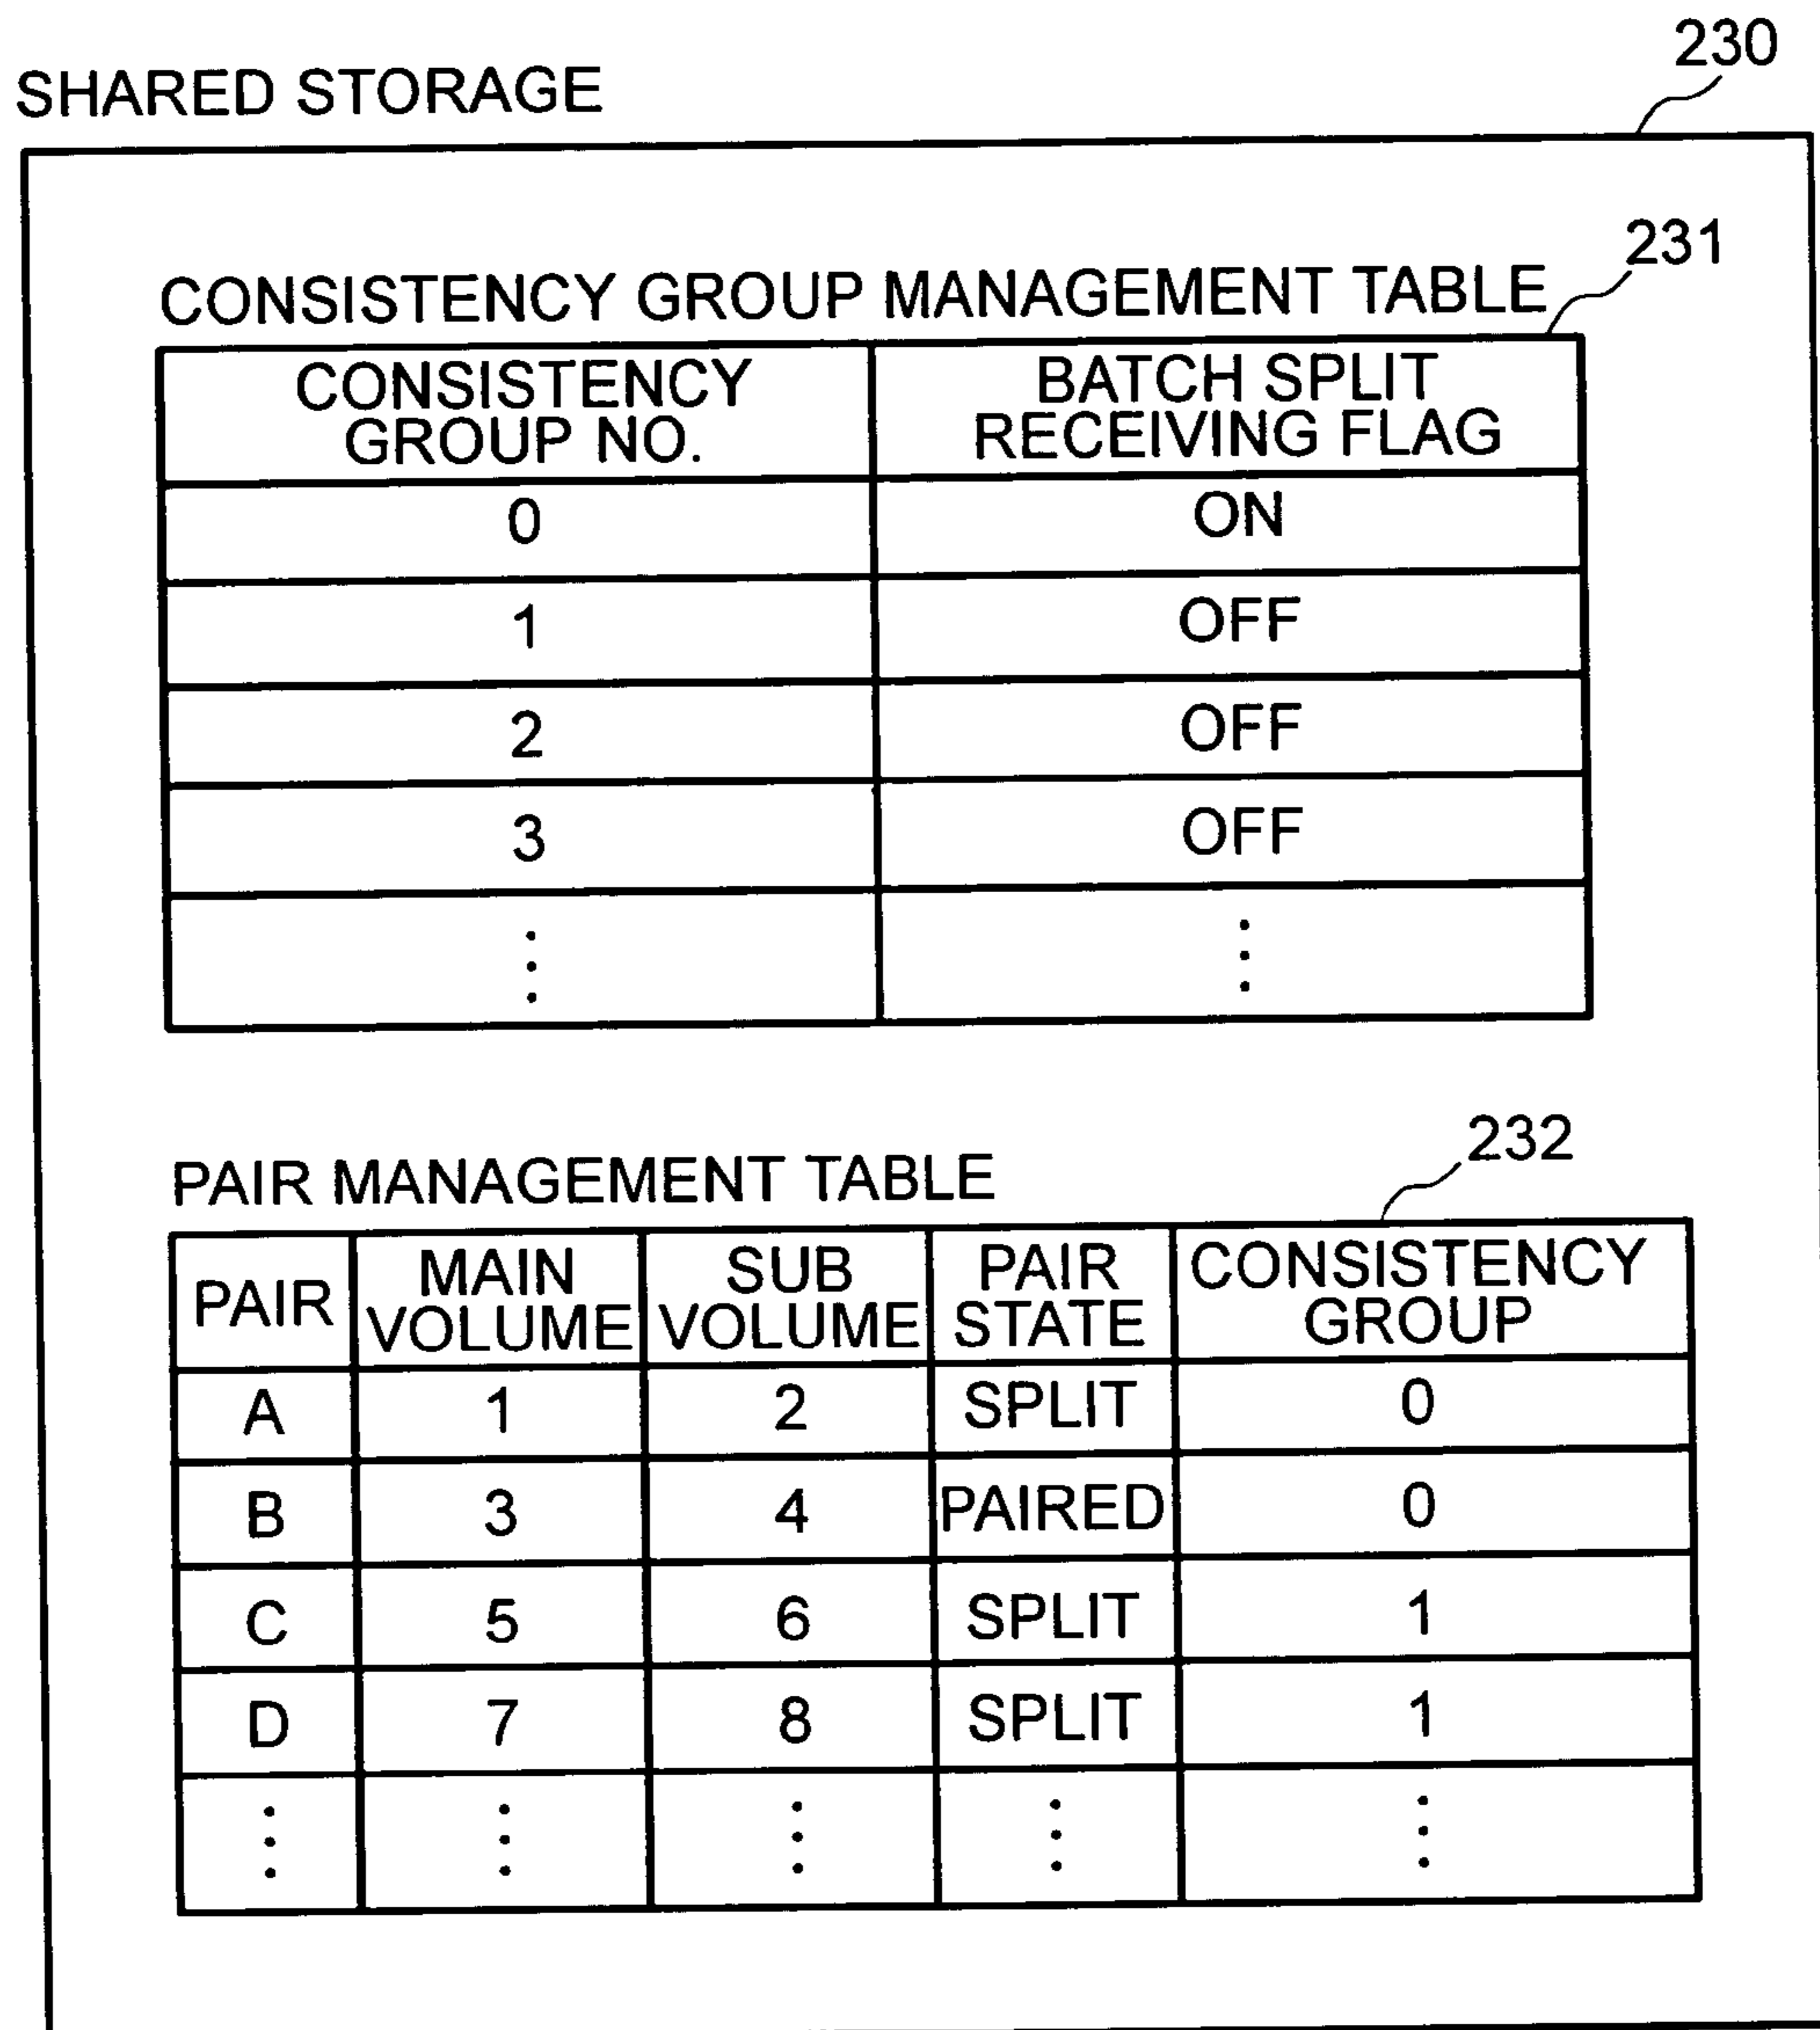 230
SHARED STORAGE
231
CONSISTENCY GROUP MANAGEMENT TABLE
CONSISTENCY GROUP NO. BATCH SPLIT RECEIVING FLAG
0 ON
1 OFF
2 OFF
3 OFF
232
PAIR MANAGEMENT TABLE
PAIR MAIN VOLUME SUB VOLUME PAIR STATE CONSISTENCY GROUP
A 1 2 SPLIT 0
B 3 4 PAIRED 0
C 5 6 SPLIT 1
D 7 8 SPLIT 1